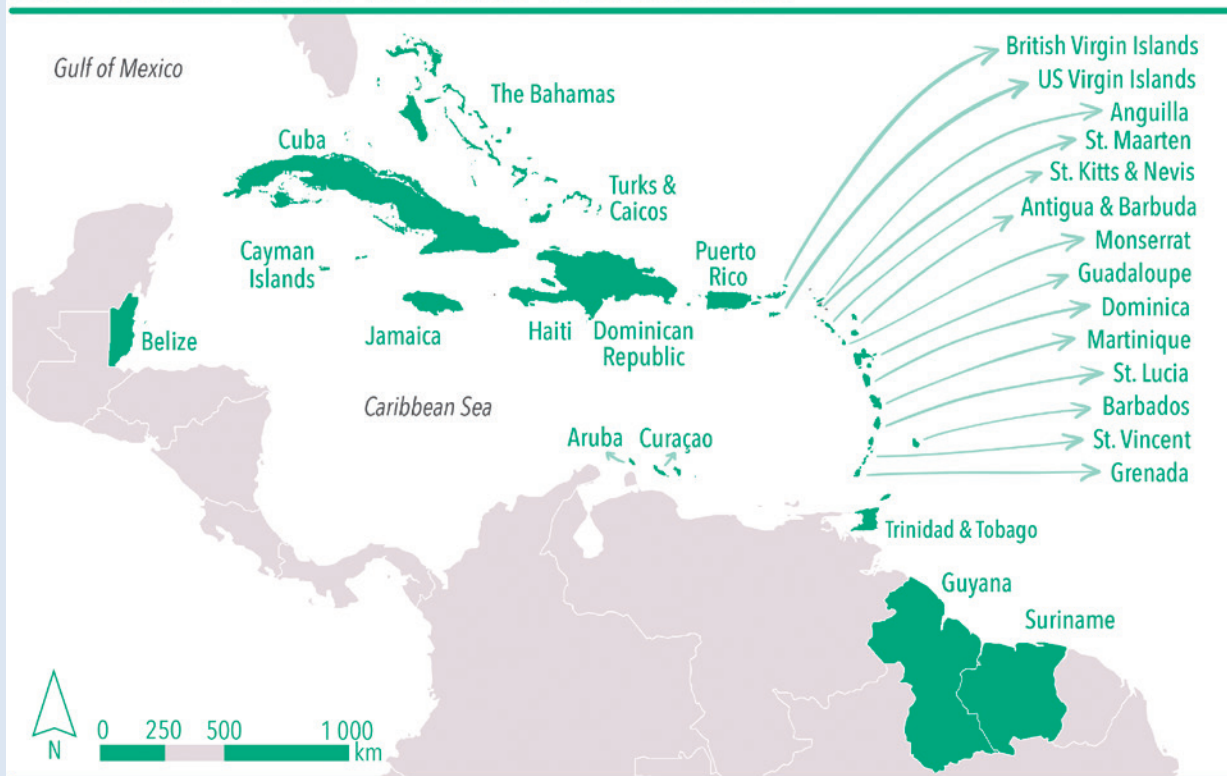 Gulf of Mexico
The Bahamas
Cuba
Turks &
Caicos
Cayman
Islands
Puerto
Rico
Belize
Jamaica
Haiti
Dominican
Republic
Caribbean Sea
Aruba
Curaçao
British Virgin Islands
US Virgin Islands
Anguilla
St. Maarten
St. Kitts & Nevis
Antigua & Barbuda
Monserrat
Guadaloupe
Dominica
Martinique
St. Lucia
Barbados
St. Vincent
Grenada
Trinidad & Tobago
Guyana
Suriname
N
0 250 500 1 000
km